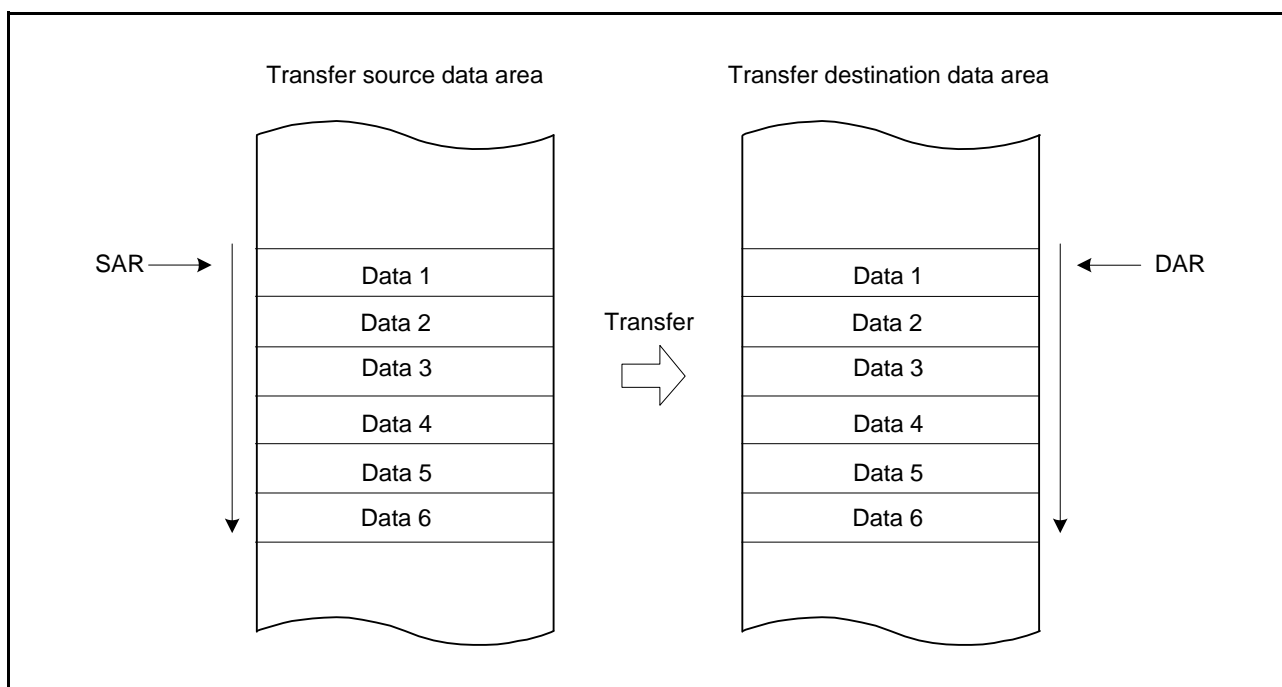 Transfer source data area
Transfer destination data area
SAR
Data 1
Data 2
Data 3
Data 4
Data 5
Data 6
Transfer
Data 1
Data 2
Data 3
Data 4
Data 5
Data 6
DAR